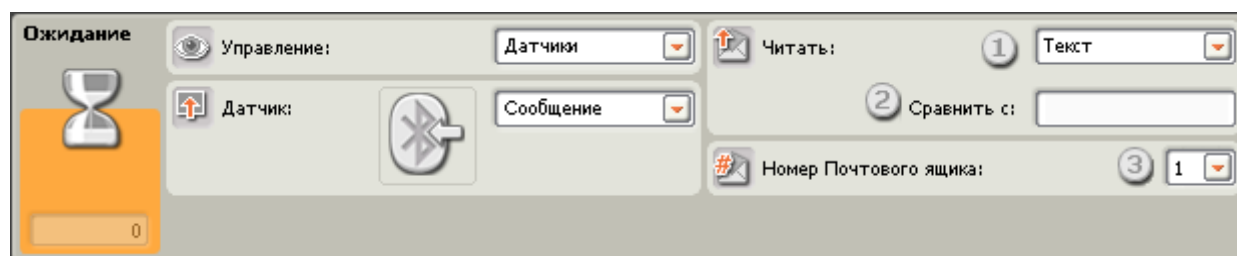 Ожидание
0
Управление:
Датчики
Датчик:
Сообщение
Читать:
1
Текст
2
Сравнить с:
#
Номер Почтового ящика:
3
1